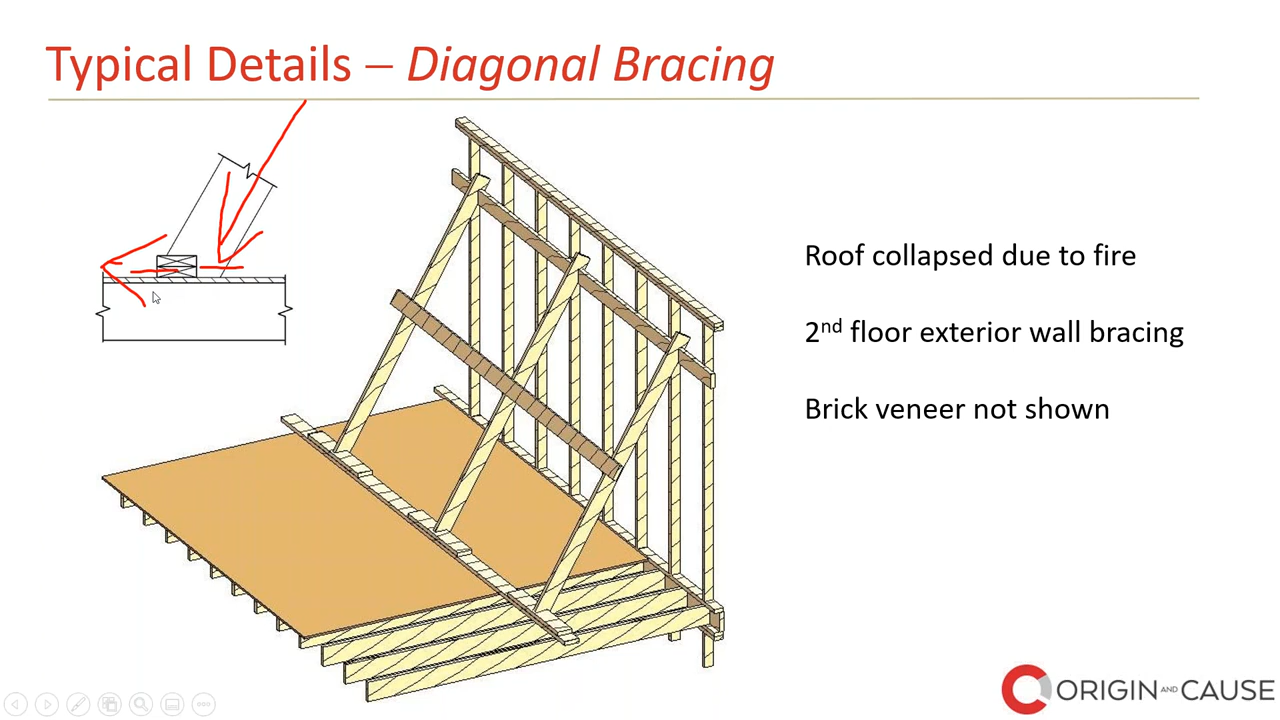 Typical Details – Diagonal Bracing
Roof collapsed due to fire
2nd floor exterior wall bracing
Brick veneer not shown
ORIGIN AND CAUSE